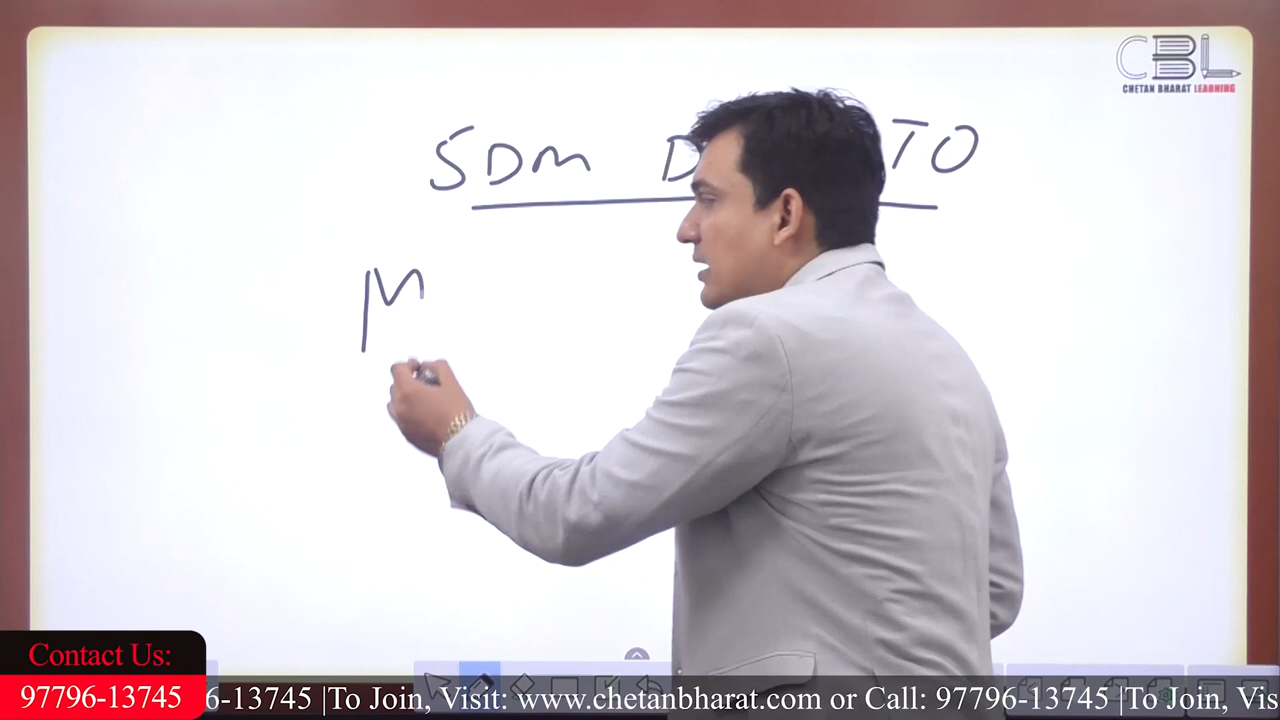 CBL
CHETAN BHARAT LEARNING
SDM D TO
M
Contact Us:
97796-13745
6-13745 |To Join, Visit: www.chetanbharat.com or Call: 97796-13745 |To Join, Vis